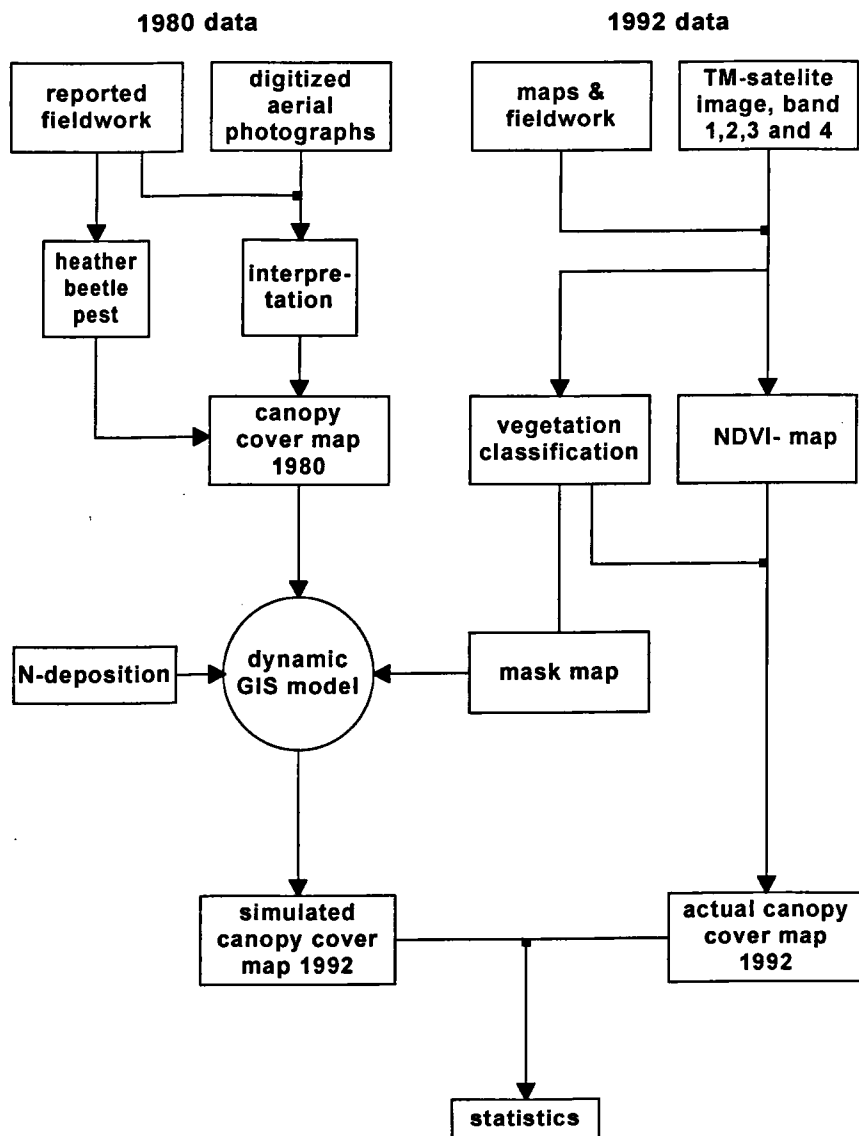 1980 data
1992 data
reported
fieldwork
digitized
aerial
photographs
maps &
fieldwork
TM-satelite
image, band
1,2,3 and 4
heather
beetle
pest
interpre-
tation
canopy
cover map
1980
vegetation
classification
NDVI- map
N-deposition
dynamic
GIS model
mask map
simulated
canopy cover
map 1992
actual canopy
cover map
1992
statistics